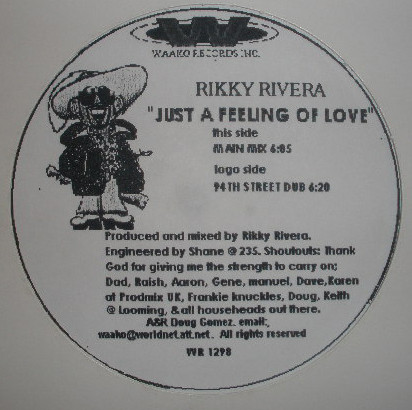 WAAKO RECORDS INC.
RIKKY RIVERA
"JUST A FEELING OF LOVE"
this side
MAIN MIX 6:05
logo side
94TH STREET DUB 6:20
Produced and mixed by Rikky Rivera.
Engineered by Shane @ 235. Shoutouts: Thank
God for giving me the strength to carry on;
Dad, Raish, Aaron, Gene, manuel, Dave,Karen
at Prodmix UK, Frankie knuckles, Doug, Keith
@ Looming, & all househeads out there.
A&R Doug Gomez. email:
waako@worldnet.att.net. All rights reserved
WR 1298